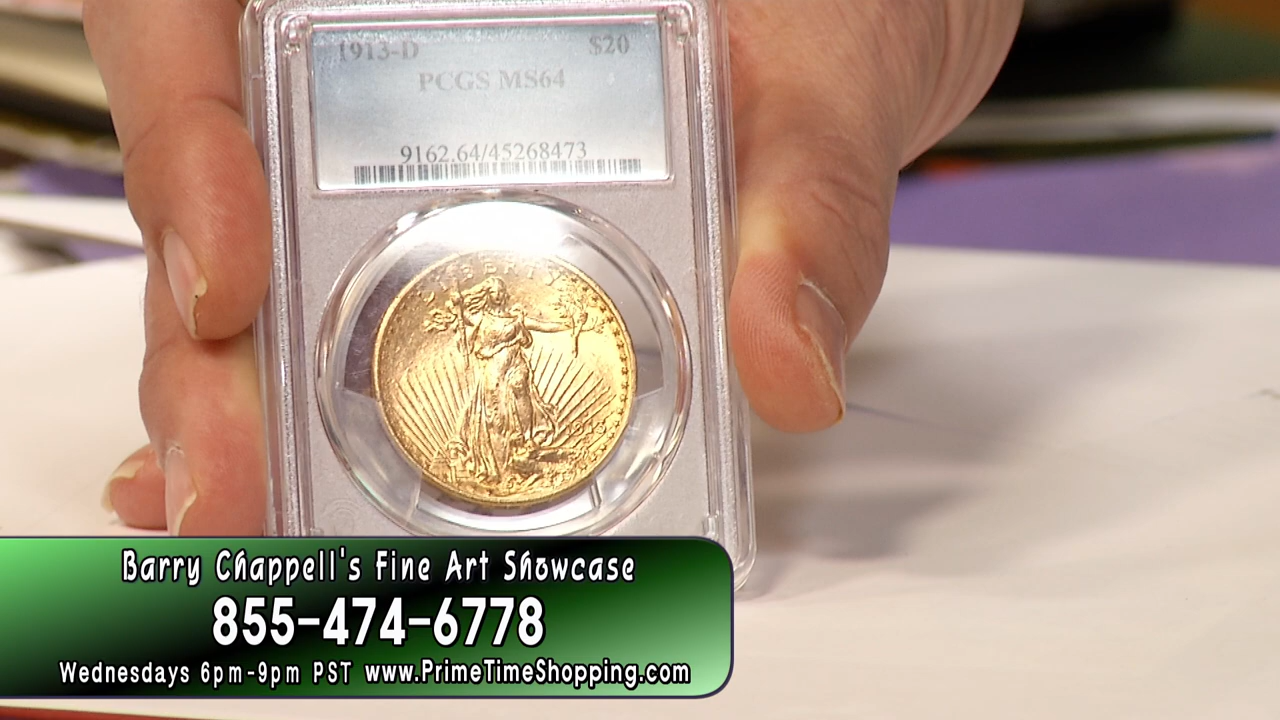 1913-D $20
PCGS MS64
9162.64/45268473
LIBERTY
1913
Barry Chappell's Fine Art Showcase
855-474-6778
Wednesdays 6pm-9pm PST www.PrimeTimeShopping.com